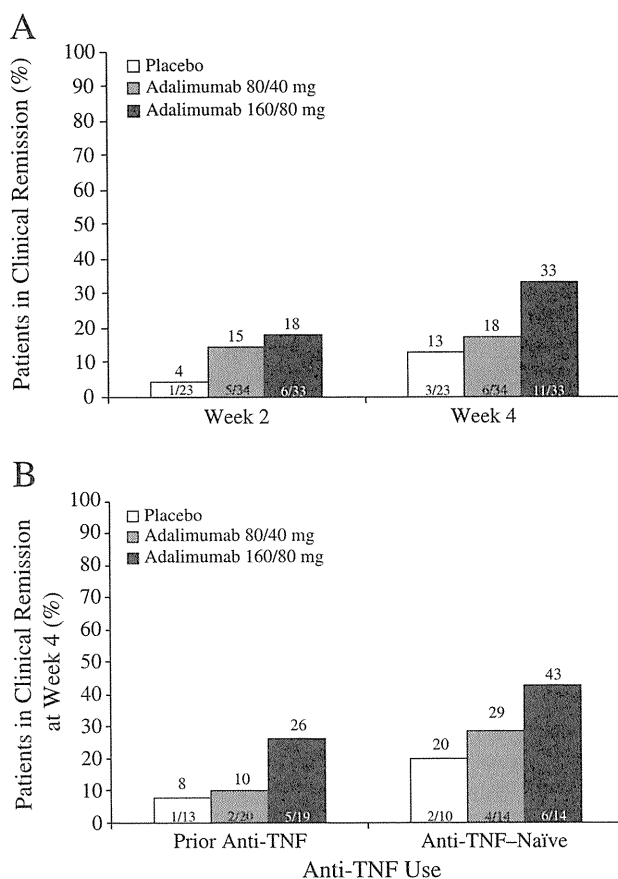 A
Patients in Clinical Remission (%)
100
90
80
70
60
50
40
30
20
10
0
Placebo
Adalimumab 80/40 mg
Adalimumab 160/80 mg
4
15
18
13
18
33
1/23
5/34
6/33
3/23
6/34
11/33
Week 2
Week 4
B
Patients in Clinical Remission
at Week 4 (%)
100
90
80
70
60
50
40
30
20
10
0
Placebo
Adalimumab 80/40 mg
Adalimumab 160/80 mg
8
10
26
20
29
43
1/13
2/20
5/19
2/10
4/14
6/14
Prior Anti-TNF
Anti-TNF–Naïve
Anti-TNF Use